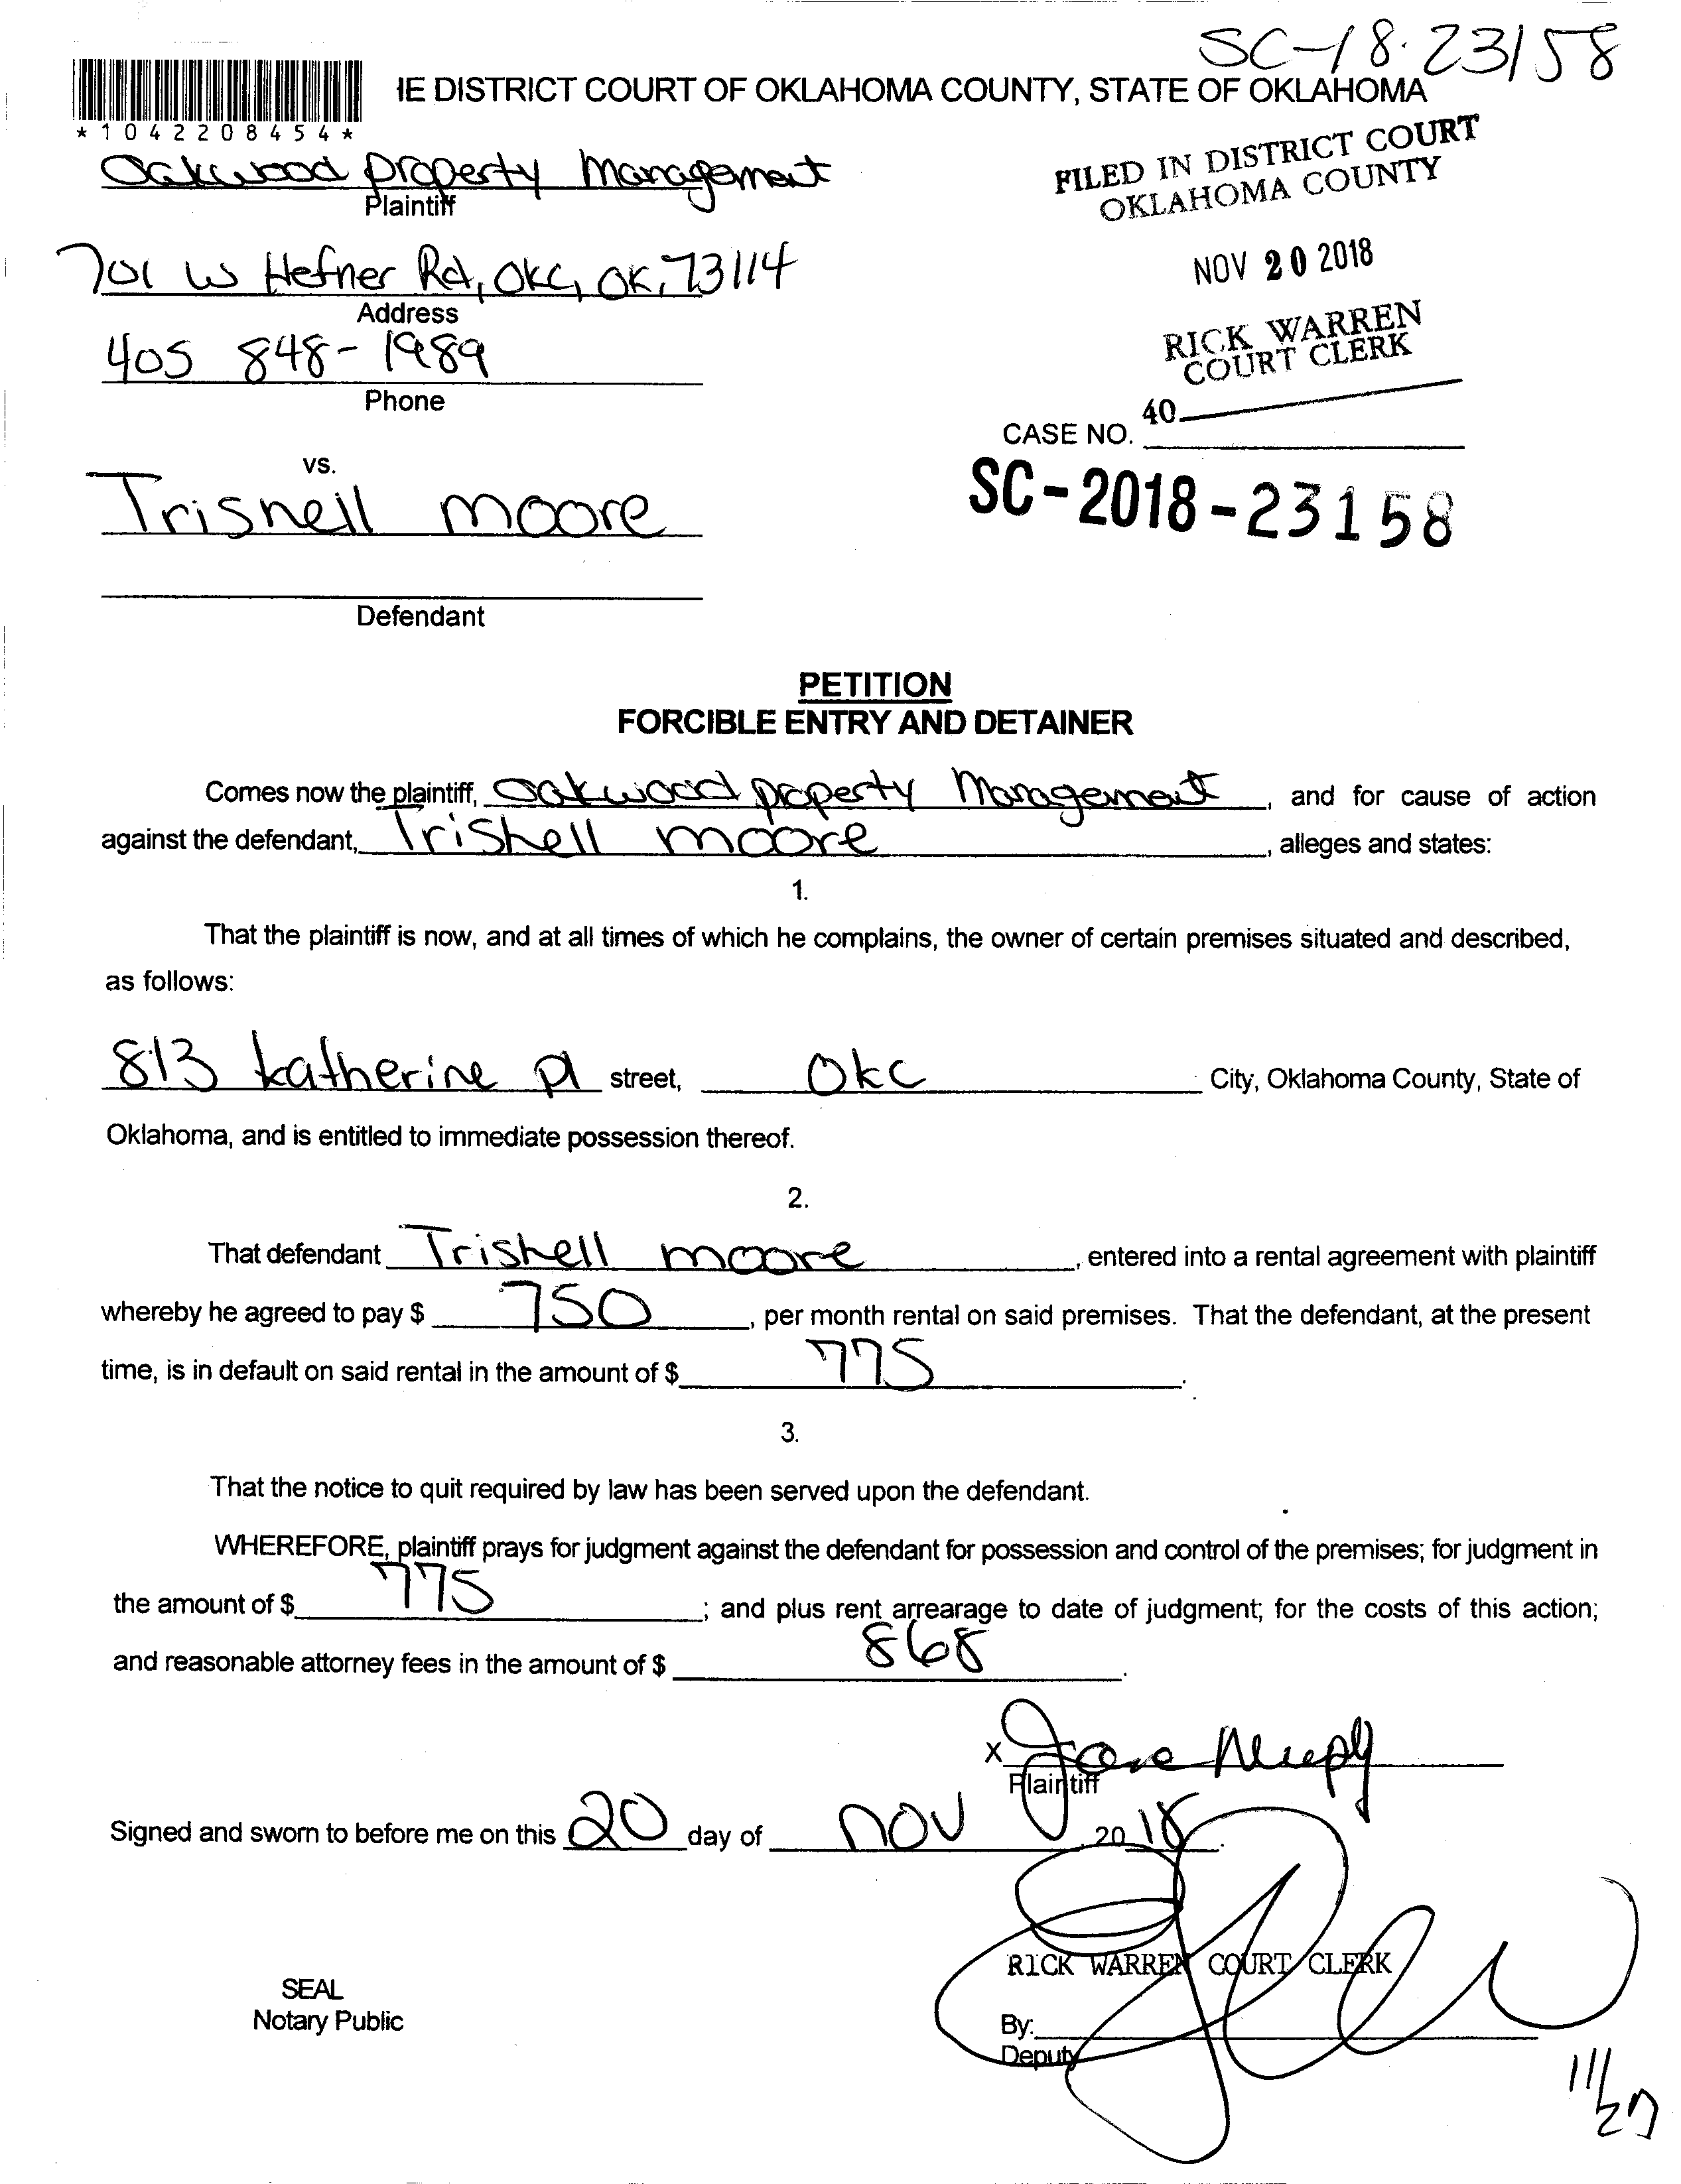 SC-18-23158
IE DISTRICT COURT OF OKLAHOMA COUNTY, STATE OF OKLAHOMA
*1042208454*
Oakwood property Management
Plaintiff
FILED IN DISTRICT COURT
OKLAHOMA COUNTY
701 W Hefner Rd, OKC, OK, 73114
Address
NOV 20 2018
405 848-1989
Phone
RICK WARREN
COURT CLERK
40
CASE NO.
SC-2018-23158
vs.
Trishell moore
Defendant
PETITION
FORCIBLE ENTRY AND DETAINER
Comes now the plaintiff, Oakwood property Management, and for cause of action
against the defendant, Trishell moore, alleges and states:
1.
That the plaintiff is now, and at all times of which he complains, the owner of certain premises situated and described,
as follows:
813 katherine pl street, OKC City, Oklahoma County, State of
Oklahoma, and is entitled to immediate possession thereof.
2.
That defendant Trishell moore, entered into a rental agreement with plaintiff
whereby he agreed to pay $ 750, per month rental on said premises. That the defendant, at the present
time, is in default on said rental in the amount of $ 775.
3.
That the notice to quit required by law has been served upon the defendant.
WHEREFORE, plaintiff prays for judgment against the defendant for possession and control of the premises; for judgment in
the amount of $ 775; and plus rent arrearage to date of judgment; for the costs of this action;
and reasonable attorney fees in the amount of $ 868.
x
Plaintiff
Signed and sworn to before me on this 20 day of nov, 2018.
RICK WARREN COURT CLERK
SEAL
Notary Public
By:
Deputy
11/27